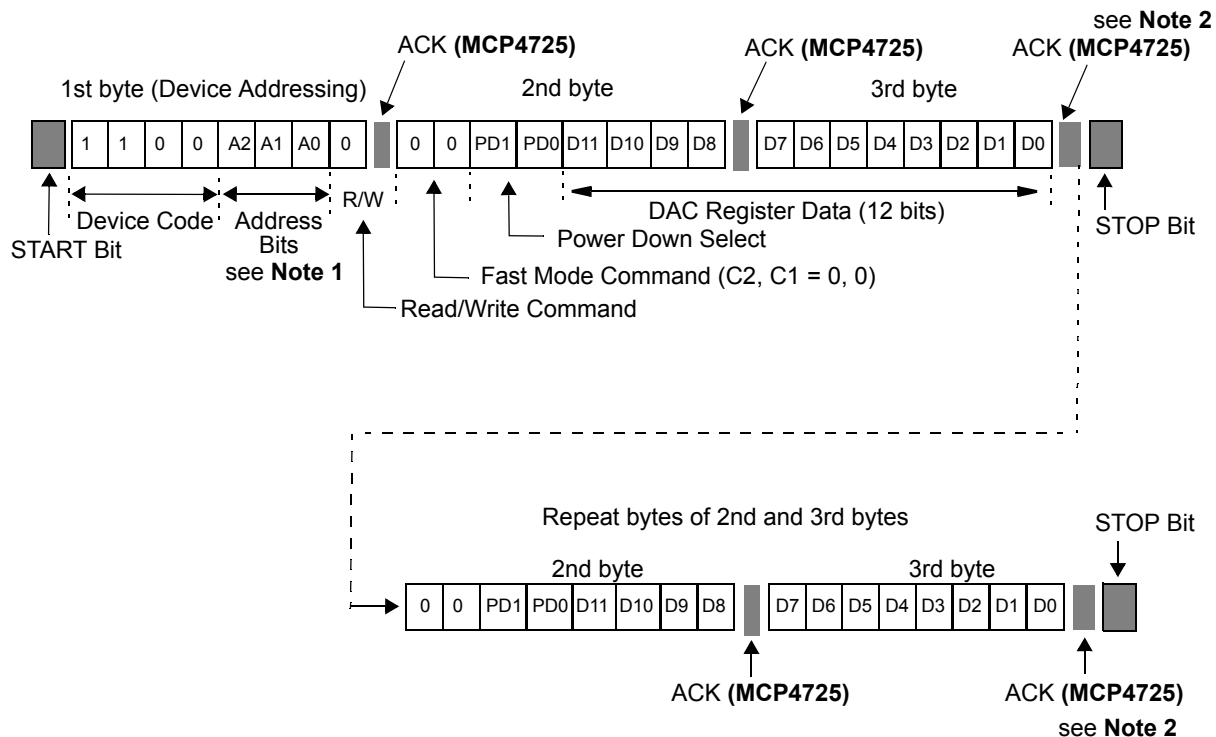 see Note 2
ACK (MCP4725)
ACK (MCP4725)
ACK (MCP4725)
1st byte (Device Addressing)
2nd byte
3rd byte
1 1 0 0 A2 A1 A0 0
0 0 PD1 PD0 D11 D10 D9 D8
D7 D6 D5 D4 D3 D2 D1 D0
R/W
Device Code
Address
Bits
see Note 1
DAC Register Data (12 bits)
START Bit
STOP Bit
Power Down Select
Fast Mode Command (C2, C1 = 0, 0)
Read/Write Command
Repeat bytes of 2nd and 3rd bytes
STOP Bit
2nd byte
3rd byte
0 0 PD1 PD0 D11 D10 D9 D8
D7 D6 D5 D4 D3 D2 D1 D0
ACK (MCP4725)
ACK (MCP4725)
see Note 2